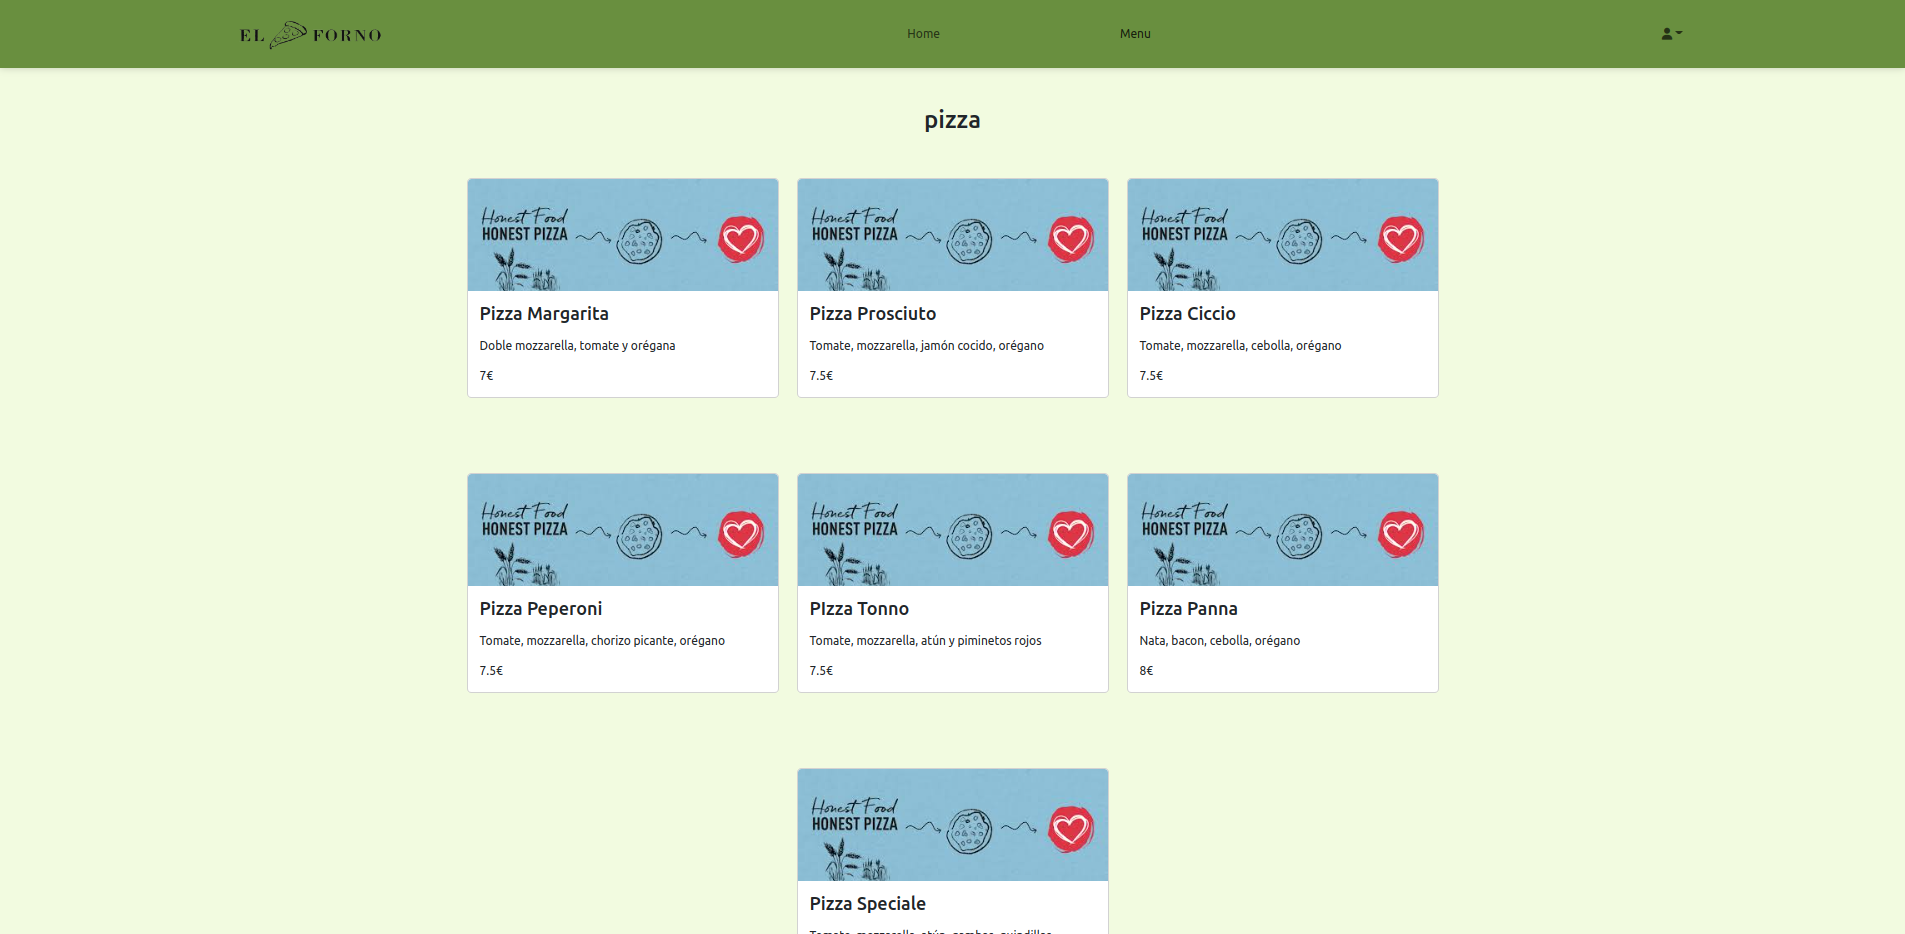 EL FORNO
Home
Menu
pizza
Honest Food
HONEST PIZZA
Honest Food
HONEST PIZZA
Honest Food
HONEST PIZZA
Pizza Margarita
Doble mozzarella, tomate y orégana
7€
Pizza Prosciuto
Tomate, mozzarella, jamón cocido, orégano
7.5€
Pizza Ciccio
Tomate, mozzarella, cebolla, orégano
7.5€
Honest Food
HONEST PIZZA
Honest Food
HONEST PIZZA
Honest Food
HONEST PIZZA
Pizza Peperoni
Tomate, mozzarella, chorizo picante, orégano
7.5€
PIzza Tonno
Tomate, mozzarella, atún y piminetos rojos
7.5€
Pizza Panna
Nata, bacon, cebolla, orégano
8€
Honest Food
HONEST PIZZA
Pizza Speciale